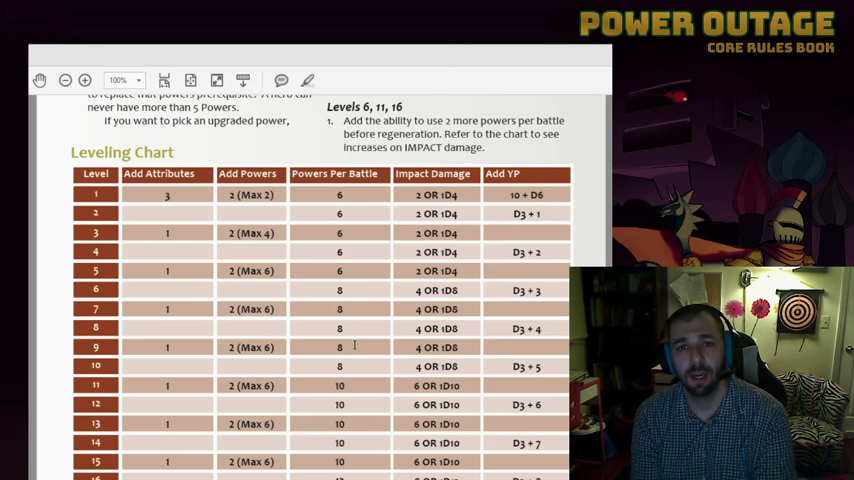 POWER OUTAGE
CORE RULES BOOK
100%
never have more than 5 Powers.
If you want to pick an upgraded power,
Levels 6, 11, 16
1. Add the ability to use 2 more powers per battle
before regeneration. Refer to the chart to see
increases on IMPACT damage.
Leveling Chart
Level Add Attributes Add Powers Powers Per Battle Impact Damage Add YP
1 3 2 (Max 2) 6 2 OR 1D4 10 + D6
2 6 2 OR 1D4 D3 + 1
3 1 2 (Max 4) 6 2 OR 1D4
4 6 2 OR 1D4 D3 + 2
5 1 2 (Max 6) 6 2 OR 1D4
6 8 4 OR 1D8 D3 + 3
7 1 2 (Max 6) 8 4 OR 1D8
8 8 4 OR 1D8 D3 + 4
9 1 2 (Max 6) 8 4 OR 1D8
10 8 4 OR 1D8 D3 + 5
11 1 2 (Max 6) 10 6 OR 1D10
12 10 6 OR 1D10 D3 + 6
13 1 2 (Max 6) 10 6 OR 1D10
14 10 6 OR 1D10 D3 + 7
15 1 2 (Max 6) 10 6 OR 1D10